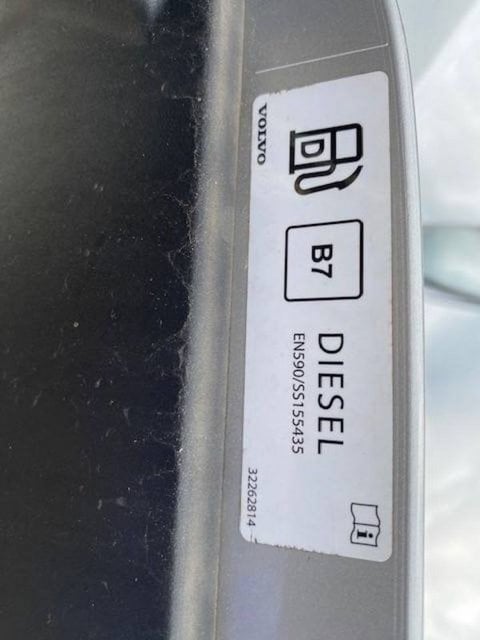 VOLVO
D
B7
DIESEL
EN590/SS155435
32262814
i